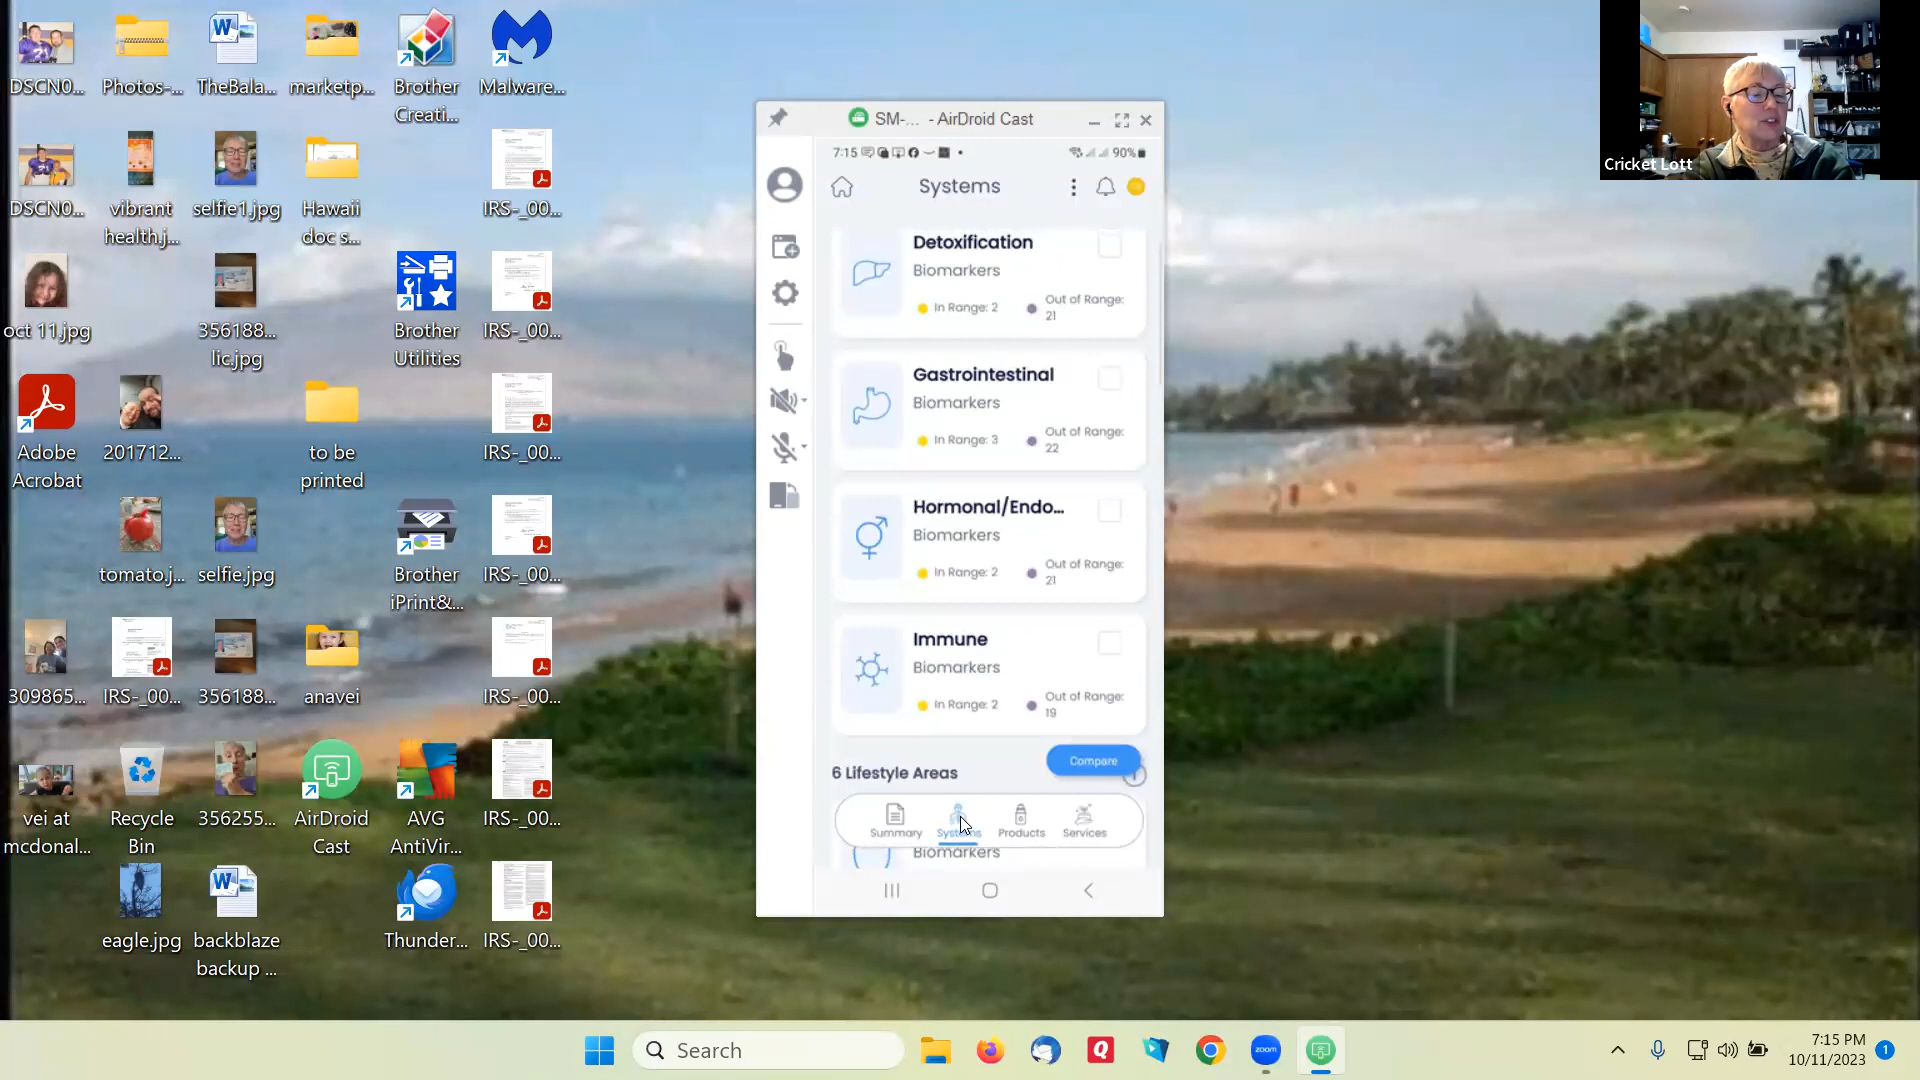 DSCN0...
Photos-...
TheBala...
marketp...
Brother
Creati...
Malware...
DSCN0...
vibrant
health.j...
selfie1.jpg
Hawaii
doc s...
IRS-_00...
oct 11.jpg
356188...
lic.jpg
Brother
Utilities
IRS-_00...
Adobe
Acrobat
201712...
to be
printed
IRS-_00...
tomato.j...
selfie.jpg
Brother
iPrint&...
IRS-_00...
309865...
IRS-_00...
356188...
anavei
IRS-_00...
vei at
mcdonal...
Recycle
Bin
356255...
AirDroid
Cast
AVG
AntiVir...
IRS-_00...
eagle.jpg
backblaze
backup ...
Thunder...
IRS-_00...
SM-... - AirDroid Cast
7:15
90%
Systems
Detoxification
Biomarkers
In Range: 2
Out of Range:
21
Gastrointestinal
Biomarkers
In Range: 3
Out of Range:
22
Hormonal/Endo...
Biomarkers
In Range: 2
Out of Range:
21
Immune
Biomarkers
In Range: 2
Out of Range:
19
6 Lifestyle Areas
Compare
Summary
Systems
Products
Services
Biomarkers
Cricket Lott
Search
zoom
7:15 PM
10/11/2023
1